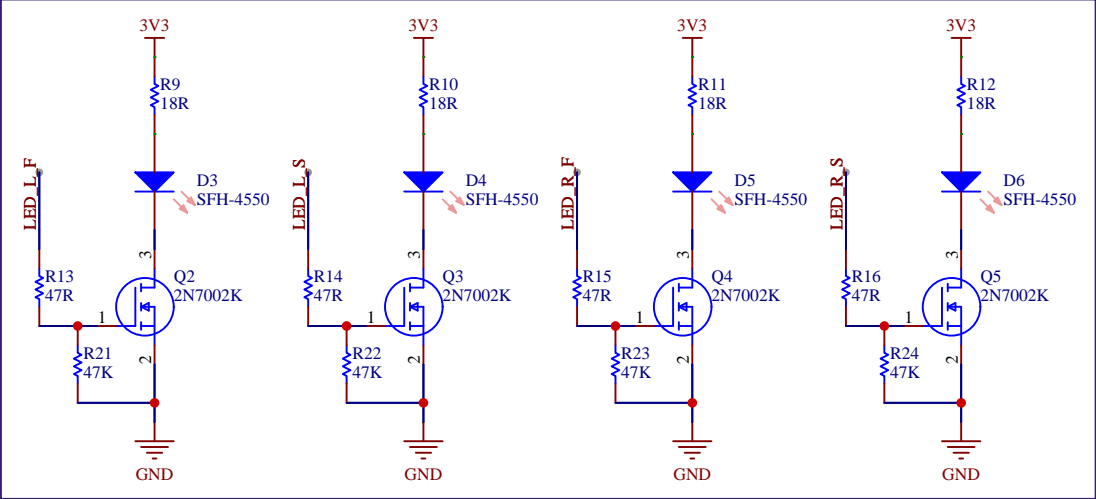 3V3
R9
18R
LED_L_F
D3
SFH-4550
3
R13
47R
Q2
2N7002K
1
R21
47K
2
GND
3V3
R10
18R
LED_L_S
D4
SFH-4550
3
R14
47R
Q3
2N7002K
1
R22
47K
2
GND
3V3
R11
18R
LED_R_F
D5
SFH-4550
3
R15
47R
Q4
2N7002K
1
R23
47K
2
GND
3V3
R12
18R
LED_R_S
D6
SFH-4550
3
R16
47R
Q5
2N7002K
1
R24
47K
2
GND